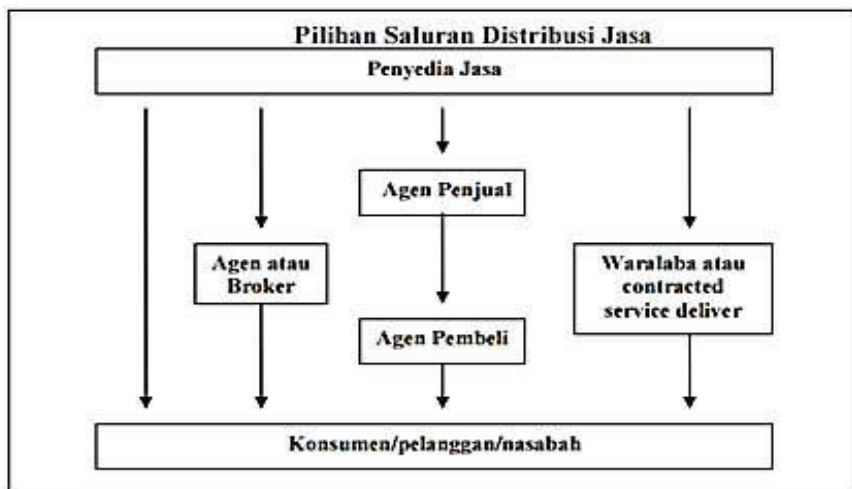 Pilihan Saluran Distribusi Jasa
Penyedia Jasa
Agen Penjual
Agen atau
Broker
Waralaba atau
contracted
service deliver
Agen Pembeli
Konsumen/pelanggan/nasabah